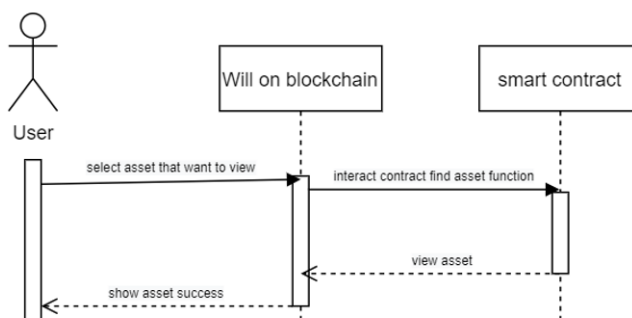 Will on blockchain
smart contract
User
select asset that want to view
interact contract find asset function
view asset
show asset success